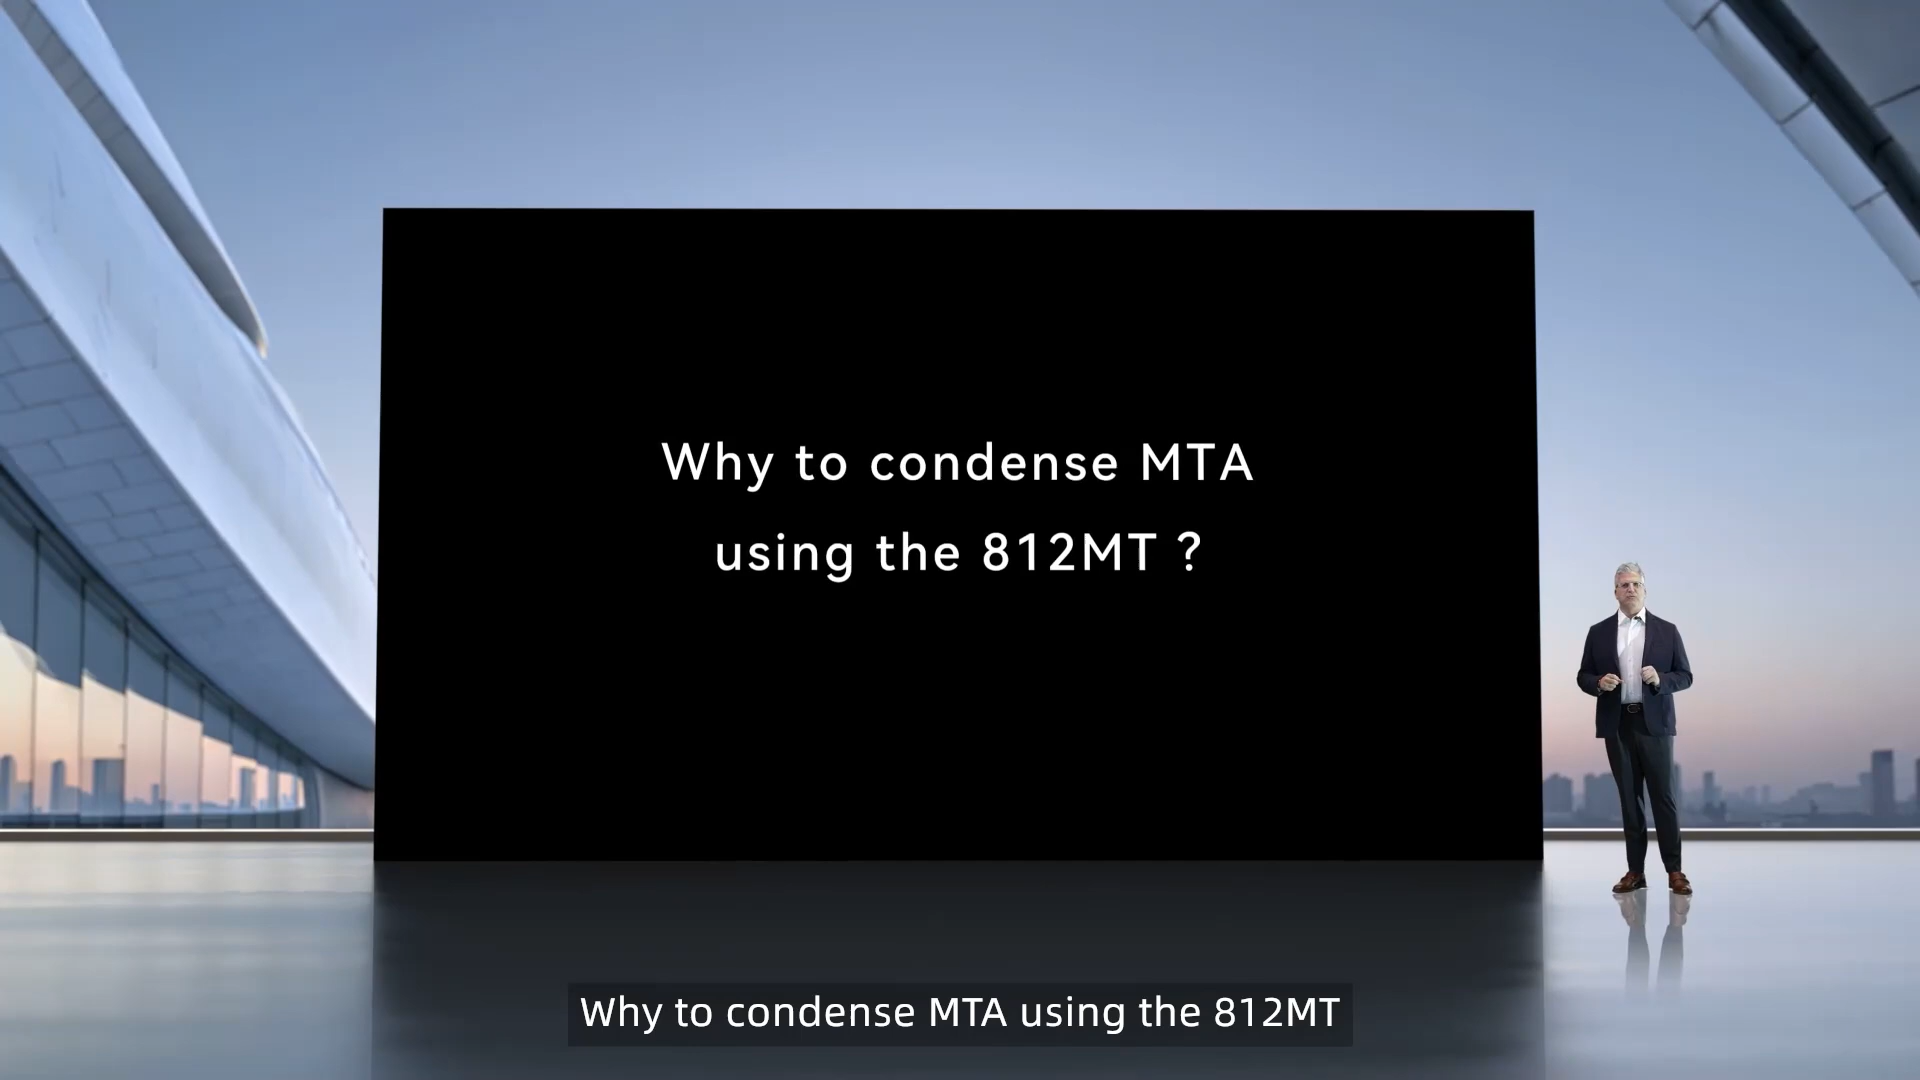 Why to condense MTA
using the 812MT ?
Why to condense MTA using the 812MT